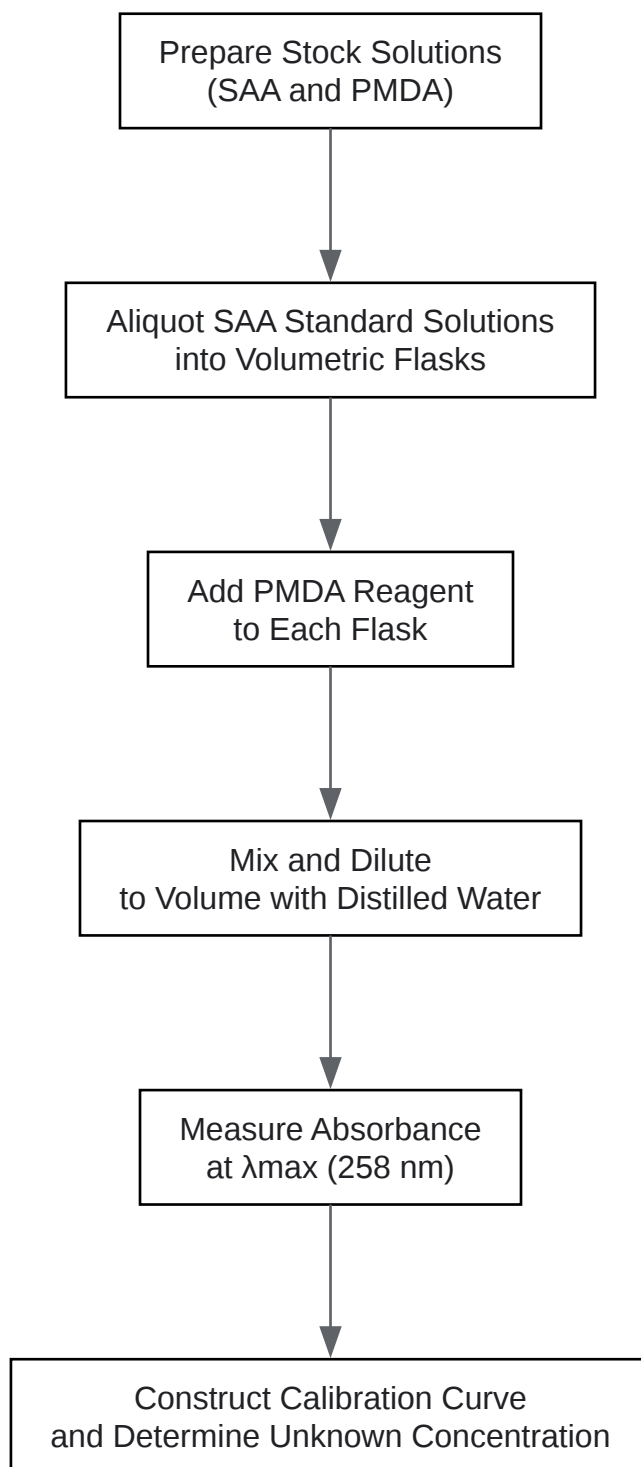 Prepare Stock Solutions
(SAA and PMDA)
Aliquot SAA Standard Solutions
into Volumetric Flasks
Add PMDA Reagent
to Each Flask
Mix and Dilute
to Volume with Distilled Water
Measure Absorbance
at λmax (258 nm)
Construct Calibration Curve
and Determine Unknown Concentration